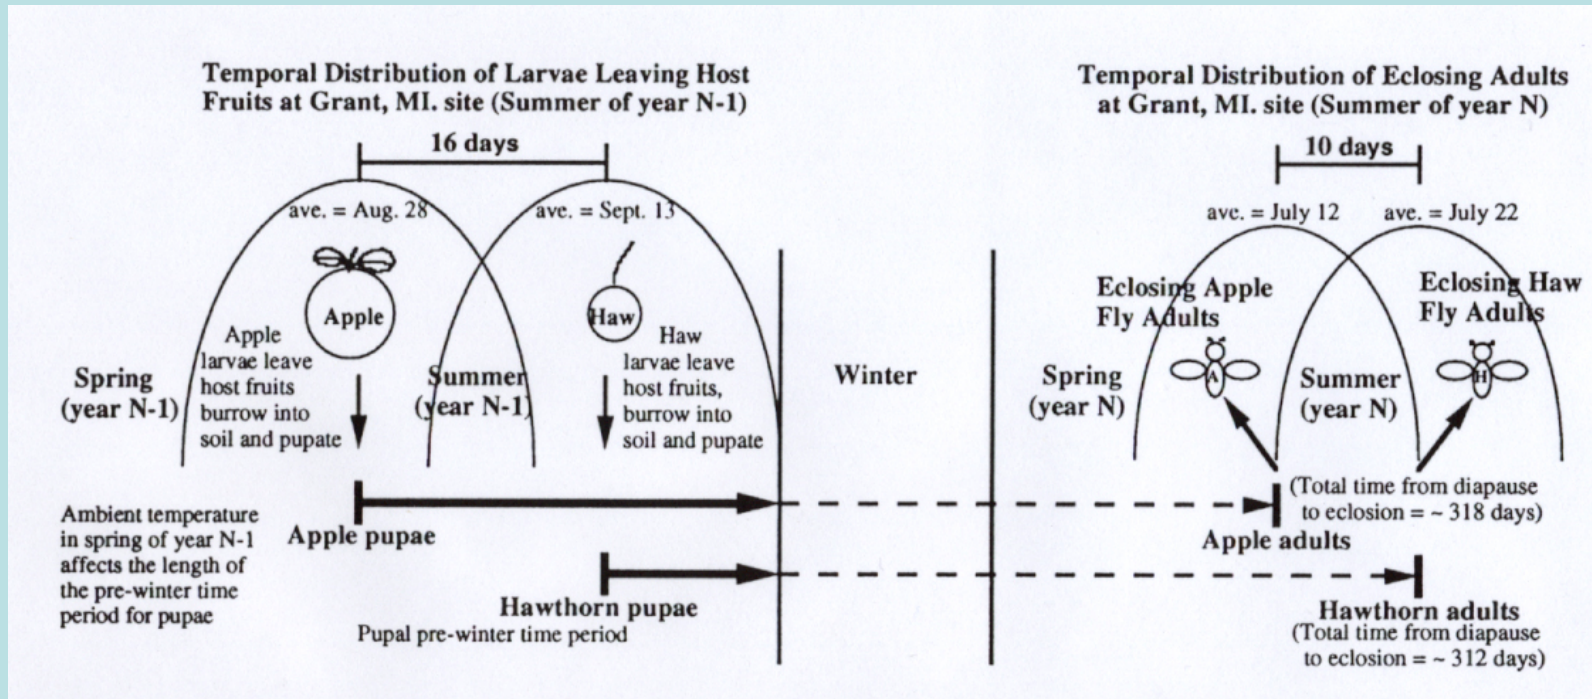 Temporal Distribution of Larvae Leaving Host
Fruits at Grant, MI. site (Summer of year N-1)
16 days
ave. = Aug. 28
ave. = Sept. 13
Apple
Haw
Apple
larvae leave
host fruits
burrow into
soil and pupate
Haw
larvae leave
host fruits,
burrow into
soil and pupate
Spring
(year N-1)
Summer
(year N-1)
Winter
Ambient temperature
in spring of year N-1
affects the length of
the pre-winter time
period for pupae
Apple pupae
Hawthorn pupae
Pupal pre-winter time period
Temporal Distribution of Eclosing Adults
at Grant, MI. site (Summer of year N)
10 days
ave. = July 12
ave. = July 22
Eclosing Apple
Fly Adults
Eclosing Haw
Fly Adults
A
H
Spring
(year N)
Summer
(year N)
(Total time from diapause
to eclosion = ~ 318 days)
Apple adults
Hawthorn adults
(Total time from diapause
to eclosion = ~ 312 days)